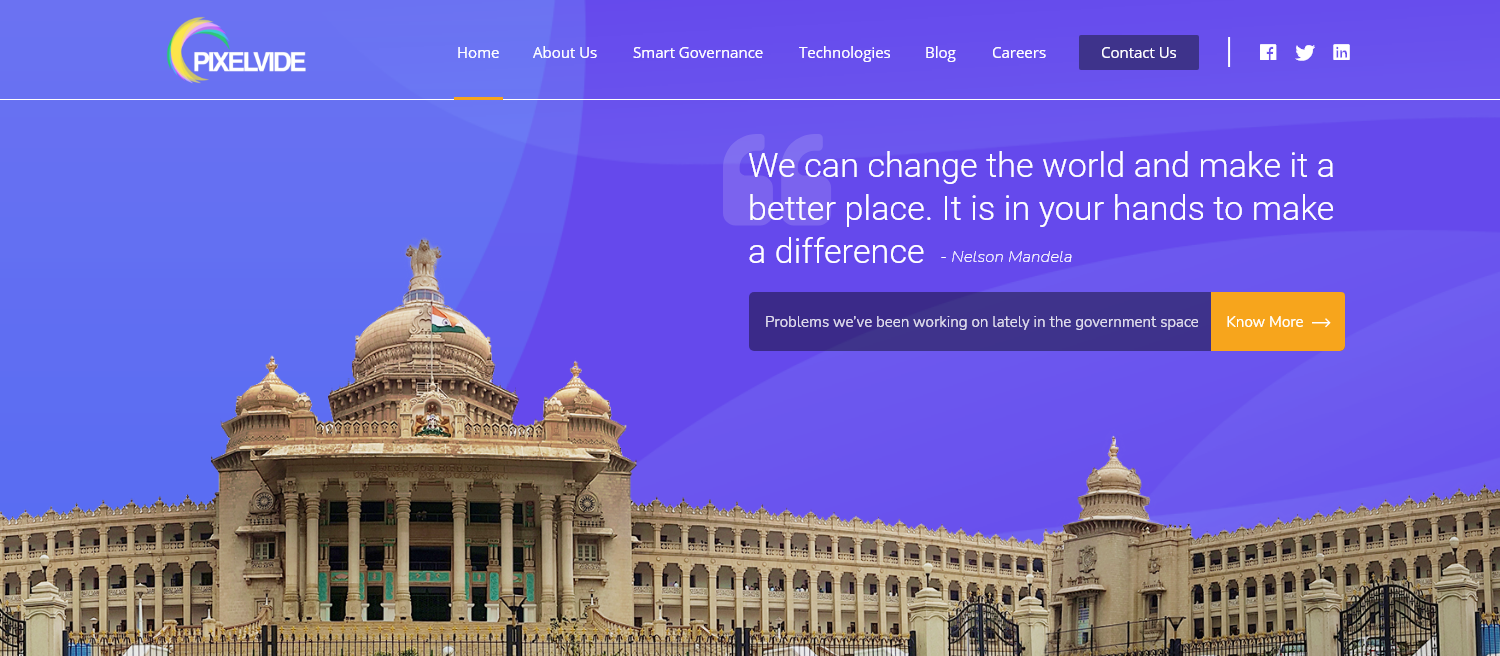 PIXELVIDE
Home
About Us
Smart Governance
Technologies
Blog
Careers
Contact Us
We can change the world and make it a
better place. It is in your hands to make
a difference - Nelson Mandela
Problems we've been working on lately in the government space
Know More